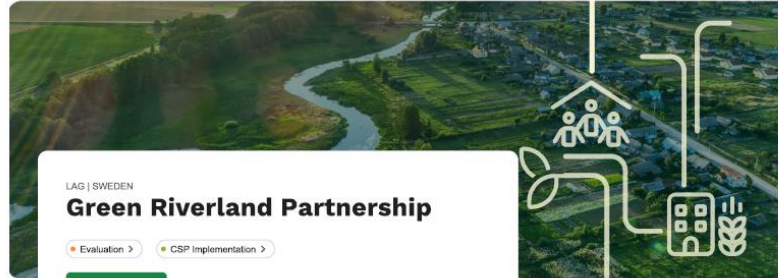 LAG | SWEDEN
Green Riverland Partnership
Evaluation >
CSP Implementation >